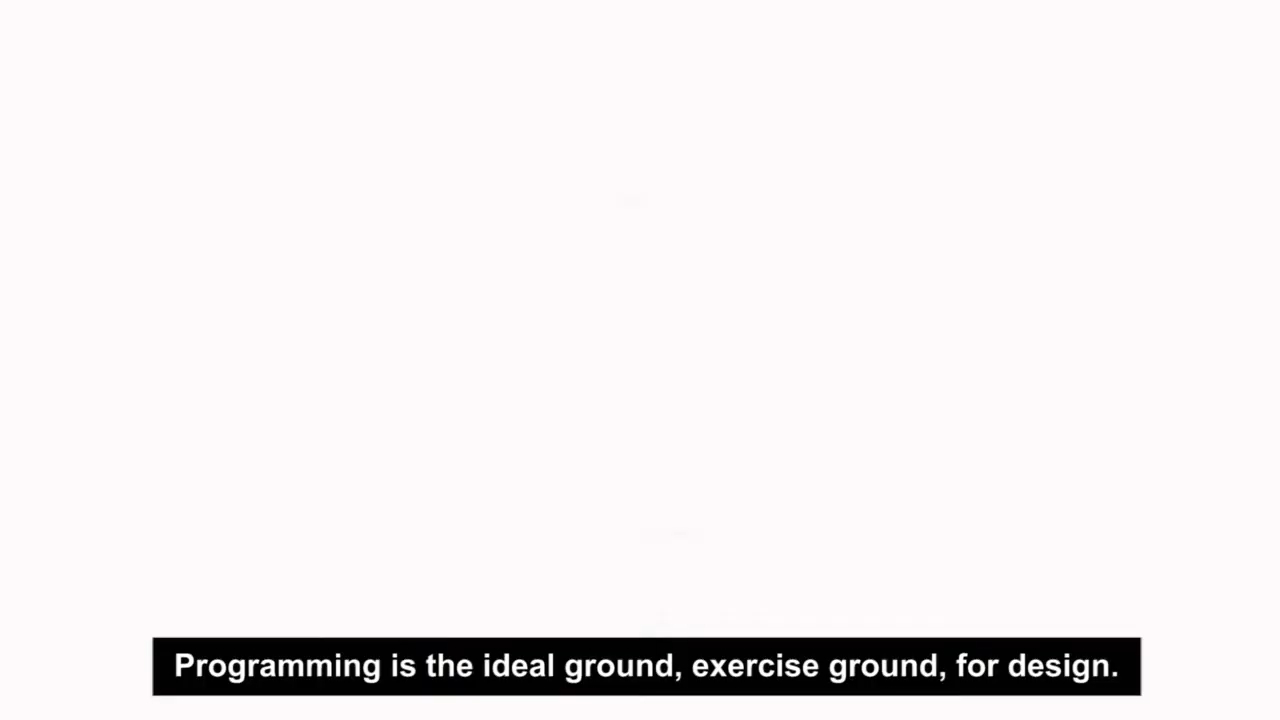 Programming is the ideal ground, exercise ground, for design.